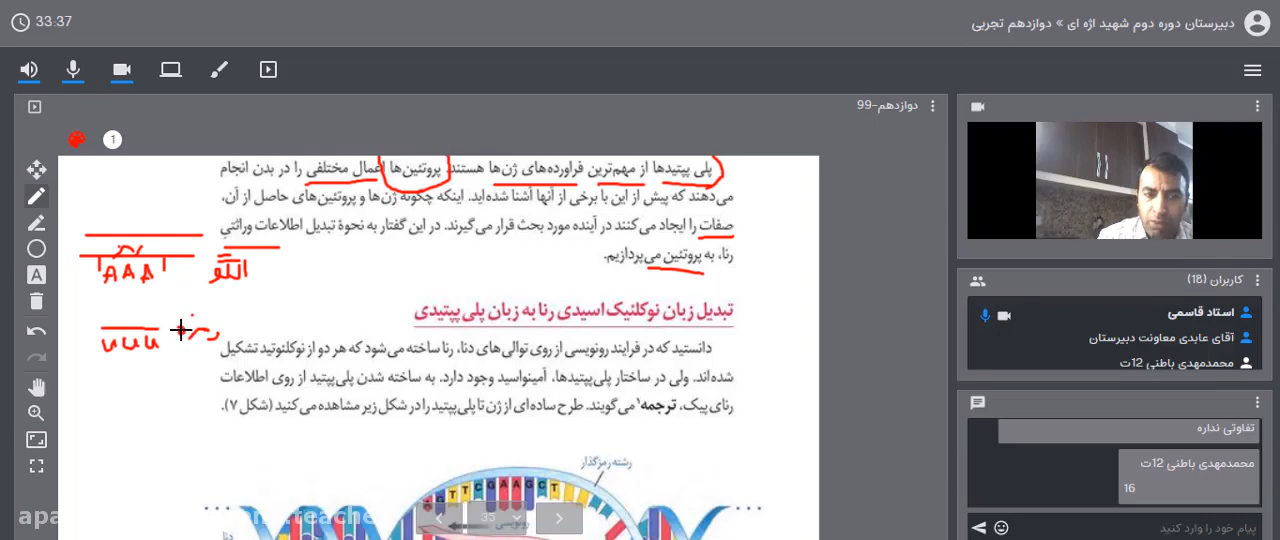 33:37
دبیرستان دوره دوم شهید اژه ای » دوازدهم تجربی
دوازدهم-99
1
پلی پپتیدها از مهم‌ترین فراورده‌های ژن‌ها هستند. پروتئین‌ها اعمال مختلفی را در بدن انجام
می‌دهند که پیش از این با برخی از آنها آشنا شده‌اید. اینکه چگونه ژن‌ها و پروتئین‌های حاصل از آن،
صفات را ایجاد می‌کنند در آینده مورد بحث قرار می‌گیرند. در این گفتار به نحوهٔ تبدیل اطلاعات وراثتیِ
رنا، به پروتئین می‌پردازیم.
AAA
الگو
تبدیل زبان نوکلئیک اسیدی رنا به زبان پلی پپتیدی
UUU
رمز
دانستید که در فرایند رونویسی از روی توالی های دنا، رنا ساخته می‌شود که هر دو از نوکلئوتید تشکیل
شده‌اند. ولی در ساختار پلی‌پپتیدها، آمینواسید وجود دارد. به ساخته شدن پلی‌پپتید از روی اطلاعات
رنای پیک، ترجمه۱ می‌گویند. طرح ساده‌ای از ژن تا پلی‌پپتید را در شکل زیر مشاهده می‌کنید (شکل ۷).
رشته رمزگذار
G T T C G A A G C T
رونویسی
دنا
35
کاربران (18)
استاد قاسمی
آقای عابدی معاونت دبیرستان
محمدمهدی باطنی 12ت
تفاوتی نداره
محمدمهدی باطنی 12ت
16
پیام خود را وارد کنید